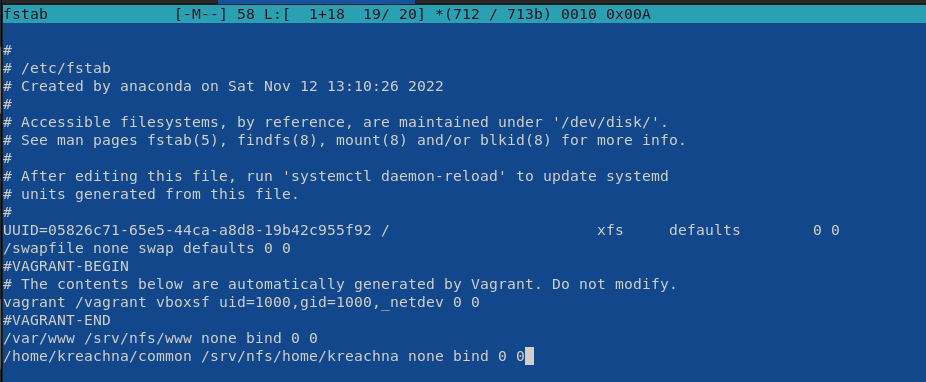 fstab [-M--] 58 L:[ 1+18 19/ 20] *(712 / 713b) 0010 0x00A
#
# /etc/fstab
# Created by anaconda on Sat Nov 12 13:10:26 2022
#
# Accessible filesystems, by reference, are maintained under '/dev/disk/'.
# See man pages fstab(5), findfs(8), mount(8) and/or blkid(8) for more info.
#
# After editing this file, run 'systemctl daemon-reload' to update systemd
# units generated from this file.
#
UUID=05826c71-65e5-44ca-a8d8-19b42c955f92 / xfs defaults 0 0
/swapfile none swap defaults 0 0
#VAGRANT-BEGIN
# The contents below are automatically generated by Vagrant. Do not modify.
vagrant /vagrant vboxsf uid=1000,gid=1000,_netdev 0 0
#VAGRANT-END
/var/www /srv/nfs/www none bind 0 0
/home/kreachna/common /srv/nfs/home/kreachna none bind 0 0